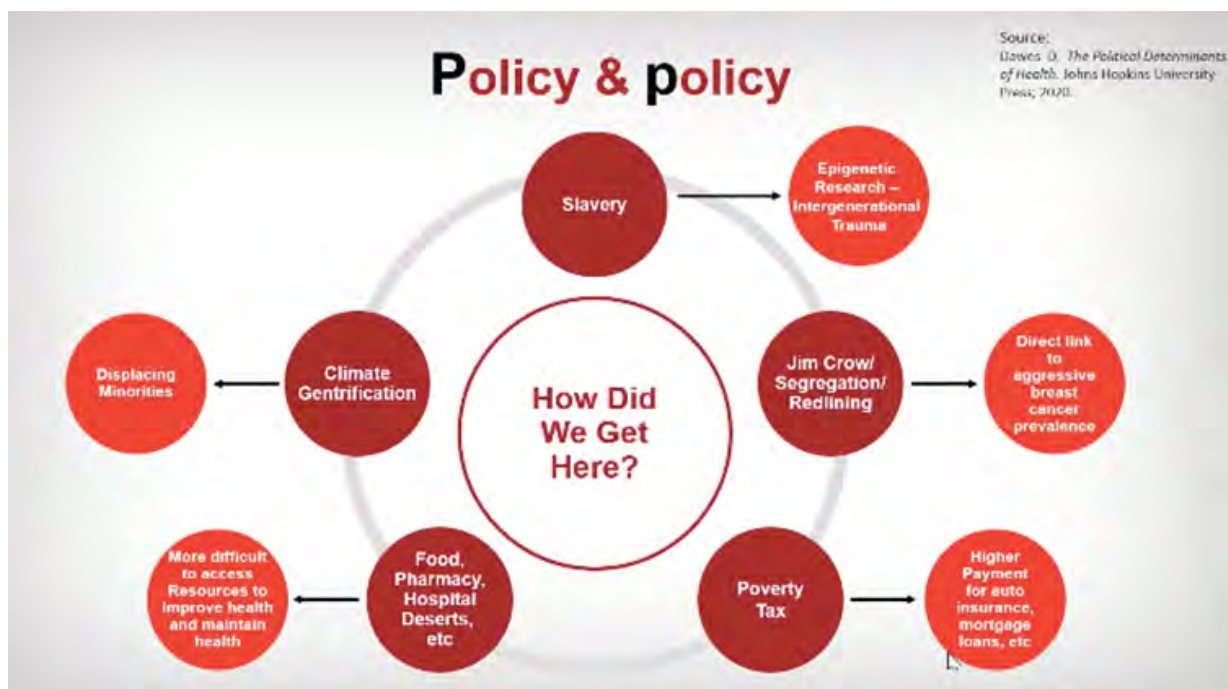 Policy & policy
Source:
Dawes D. The Political Determinants
of Health. Johns Hopkins University
Press; 2020.
Slavery
Epigenetic
Research –
Intergenerational
Trauma
Jim Crow/
Segregation/
Redlining
Direct link
to
aggressive
breast
cancer
prevalence
Poverty
Tax
Higher
Payment
for auto
insurance,
mortgage
loans, etc
Food,
Pharmacy,
Hospital
Deserts,
etc
More difficult
to access
Resources to
improve health
and maintain
health
Climate
Gentrification
Displacing
Minorities
How Did
We Get
Here?